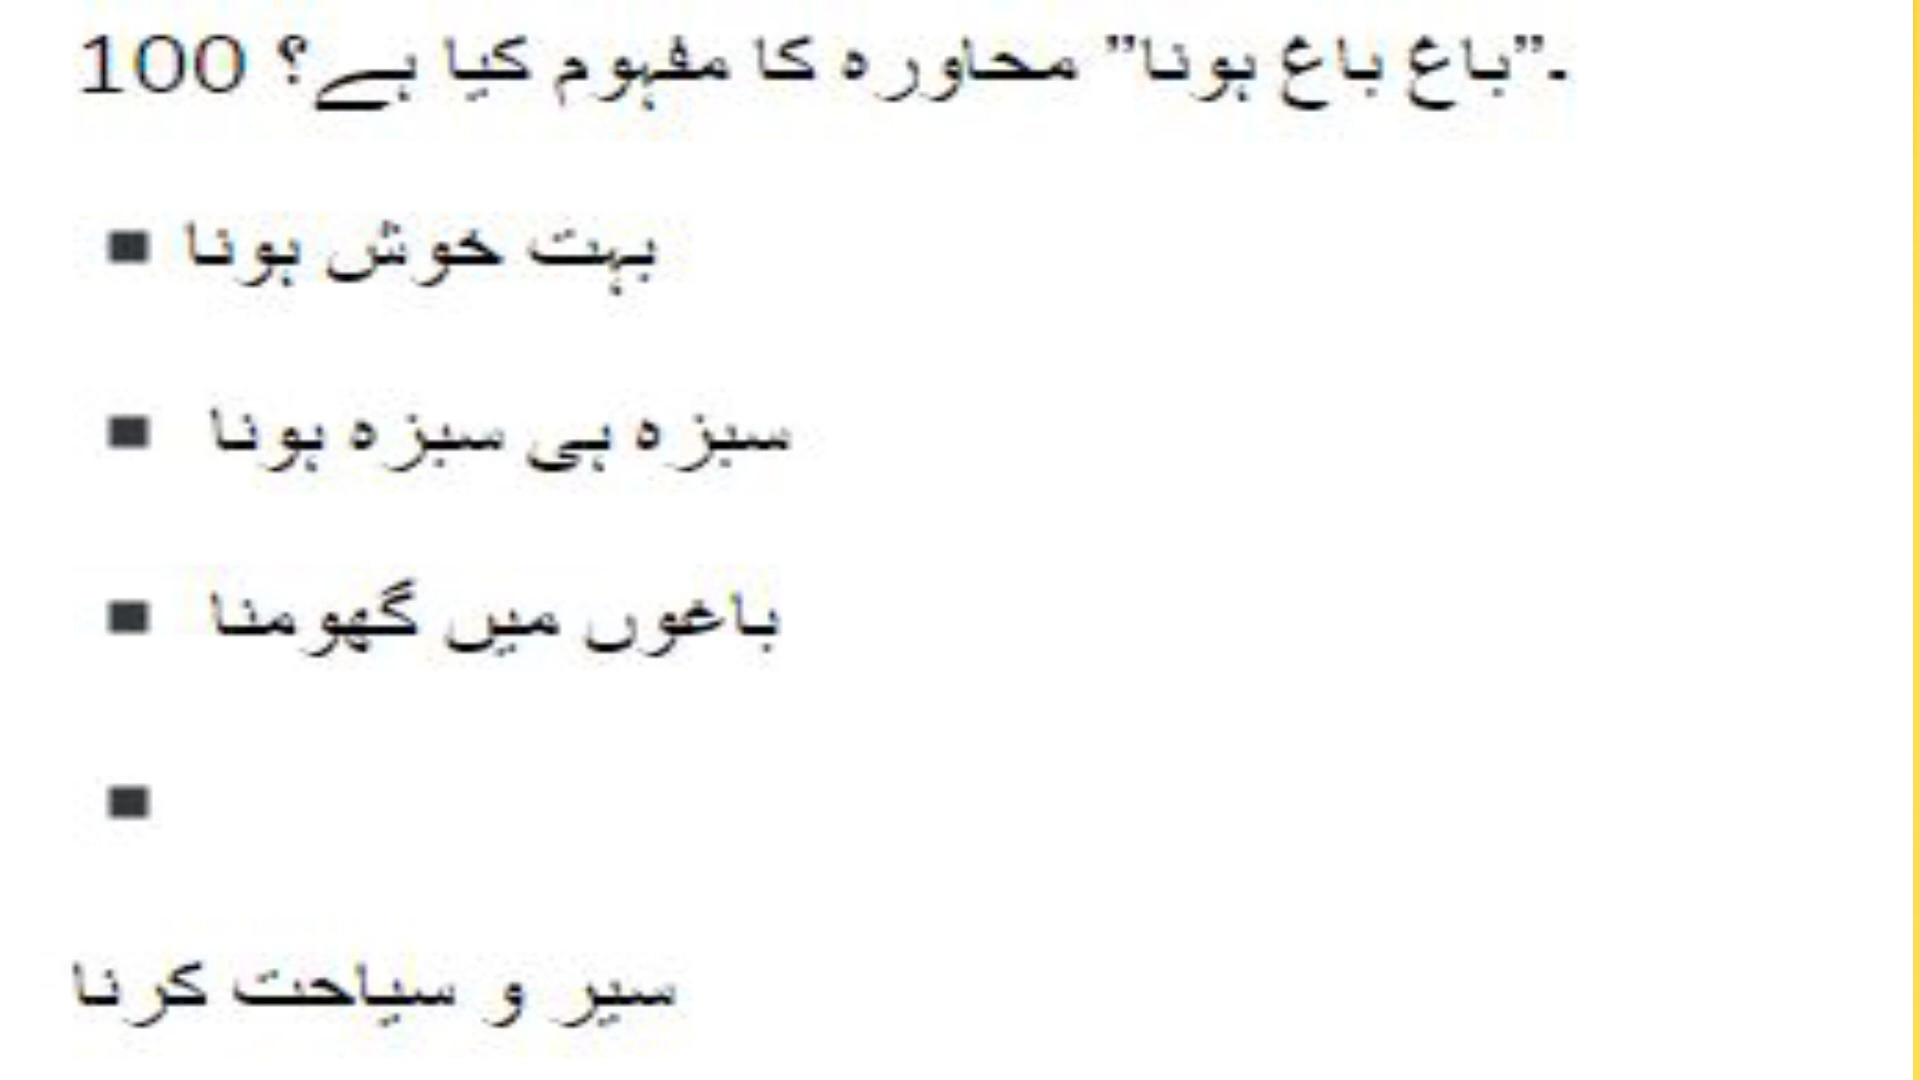 100 ۔”باغ باغ ہونا” محاورہ کا مفہوم کیا ہے؟
▪ بہت خوش ہونا
▪ سبزہ ہی سبزہ ہونا
▪ باغوں میں گھومنا
▪
سیر و سیاحت کرنا